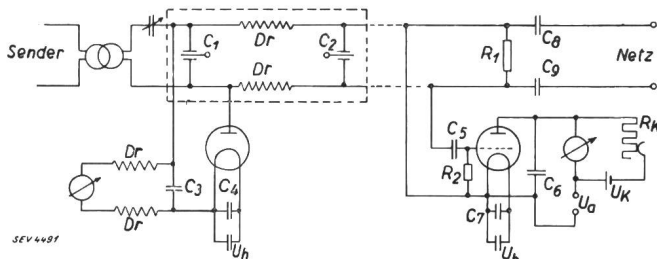 Sender
C1
Dr
C2
Dr
R1
C8
C9
Netz
Dr
Dr
C3
C4
Uh
C5
R2
C7
Uh
C6
Ua
UK
RK
SEV 4491